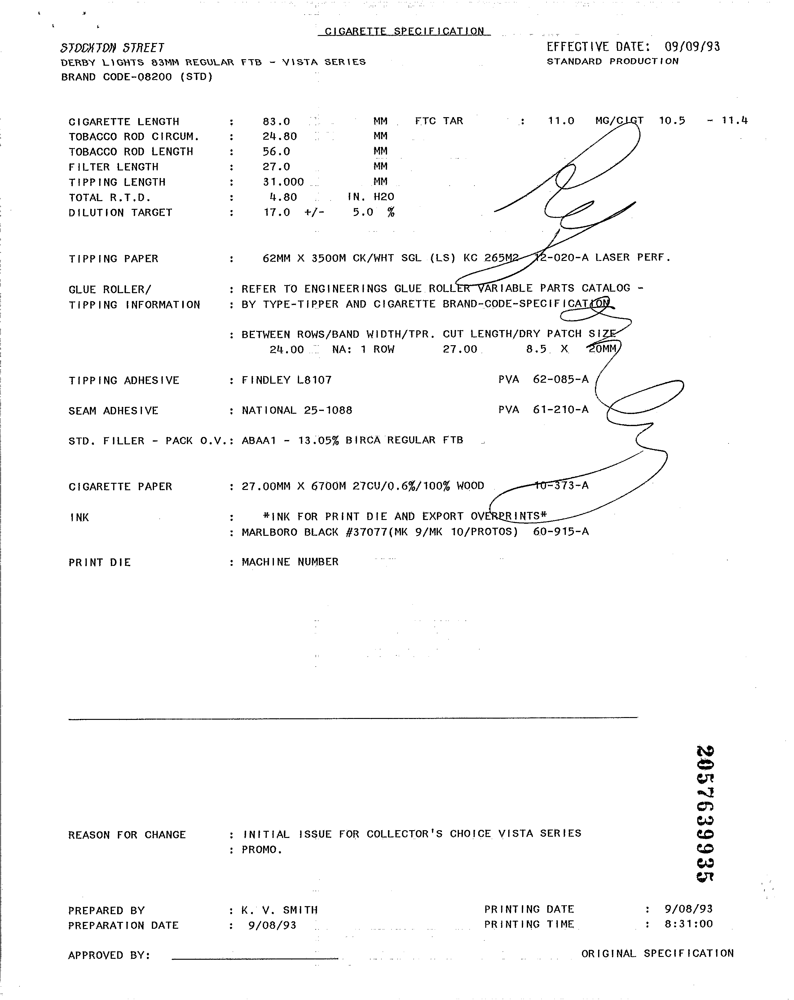 CIGARETTE SPECIFICATION
STOCKTON STREET EFFECTIVE DATE: 09/09/93
DERBY LIGHTS 83MM REGULAR FTB - VISTA SERIES STANDARD PRODUCTION
BRAND CODE-08200 (STD)
CIGARETTE LENGTH : 83.0 MM FTC TAR : 11.0 MG/CIGT 10.5 - 11.4
TOBACCO ROD CIRCUM. : 24.80 MM
TOBACCO ROD LENGTH : 56.0 MM
FILTER LENGTH : 27.0 MM
TIPPING LENGTH : 31.000 MM
TOTAL R.T.D. : 4.80 IN. H2O
DILUTION TARGET : 17.0 +/- 5.0 %
TIPPING PAPER : 62MM X 3500M CK/WHT SGL (LS) KC 265M2 12-020-A LASER PERF.
GLUE ROLLER/ : REFER TO ENGINEERINGS GLUE ROLLER VARIABLE PARTS CATALOG -
TIPPING INFORMATION : BY TYPE-TIPPER AND CIGARETTE BRAND-CODE-SPECIFICATION
: BETWEEN ROWS/BAND WIDTH/TPR. CUT LENGTH/DRY PATCH SIZE
24.00 NA: 1 ROW 27.00 8.5 X 20MM
TIPPING ADHESIVE : FINDLEY L8107 PVA 62-085-A
SEAM ADHESIVE : NATIONAL 25-1088 PVA 61-210-A
STD. FILLER - PACK O.V.: ABAA1 - 13.05% BIRCA REGULAR FTB
CIGARETTE PAPER : 27.00MM X 6700M 27CU/0.6%/100% WOOD 10-373-A
INK : *INK FOR PRINT DIE AND EXPORT OVERPRINTS*
: MARLBORO BLACK #37077(MK 9/MK 10/PROTOS) 60-915-A
PRINT DIE : MACHINE NUMBER
2057639935
REASON FOR CHANGE : INITIAL ISSUE FOR COLLECTOR'S CHOICE VISTA SERIES
: PROMO.
PREPARED BY : K. V. SMITH PRINTING DATE : 9/08/93
PREPARATION DATE : 9/08/93 PRINTING TIME : 8:31:00
APPROVED BY: ORIGINAL SPECIFICATION